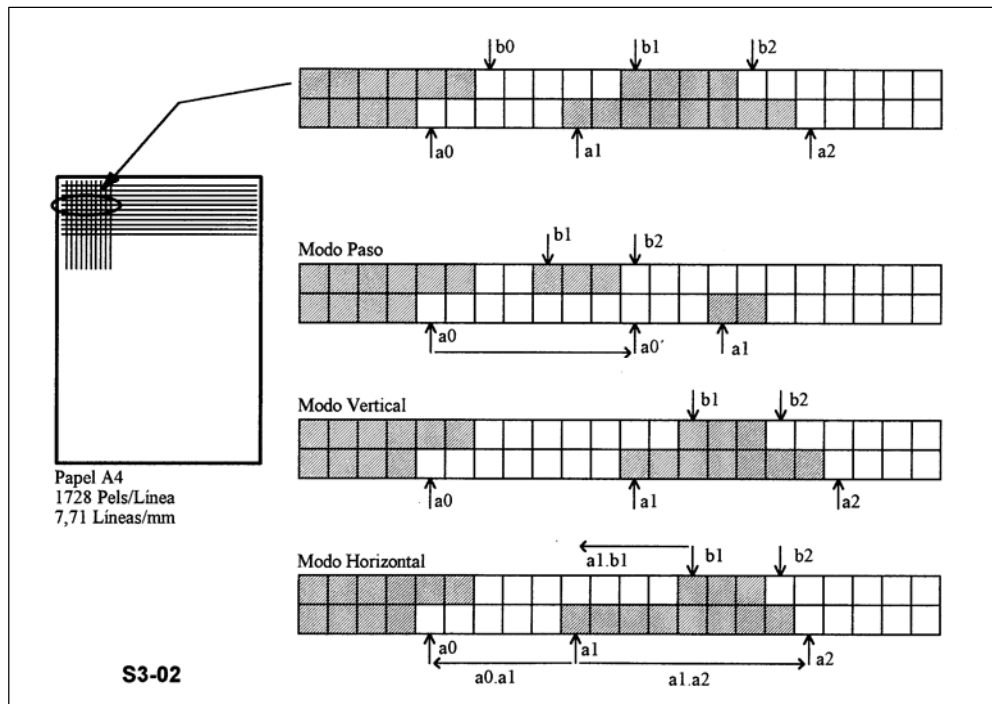 b0 b1 b2
a0 a1 a2
Modo Paso
b1 b2
a0 a0´ a1
Modo Vertical
b1 b2
a0 a1 a2
Papel A4
1728 Pels/Línea
7,71 Líneas/mm
Modo Horizontal
a1.b1 b1 b2
a0 a1 a2
a0.a1 a1.a2
S3-02